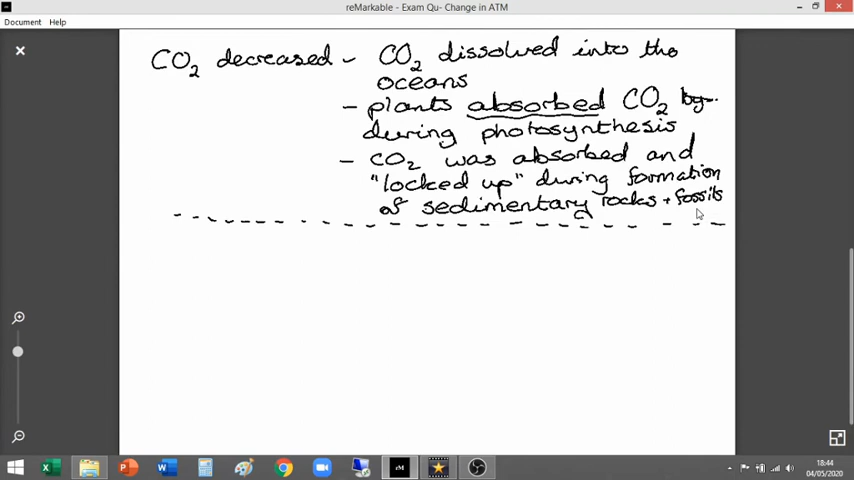 reMarkable - Exam Qu- Change in ATM
Document Help
CO2 decreased - CO2 dissolved into the
oceans
- plants absorbed CO2 by
during photosynthesis
- CO2 was absorbed and
"locked up" during formation
of sedimentary rocks + fossils
18:44
04/05/2020